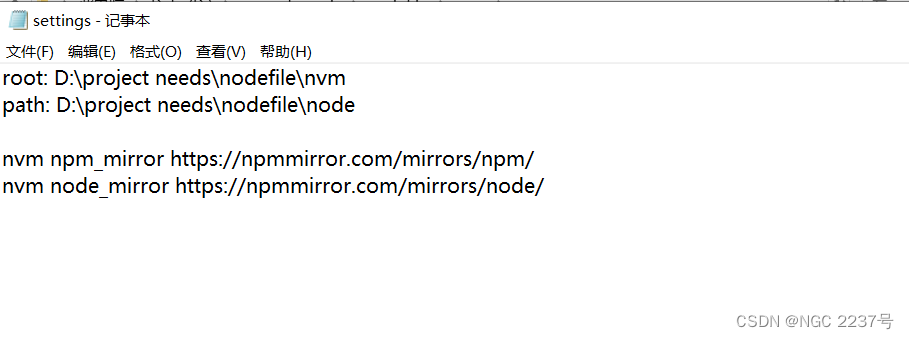 settings - 记事本
文件(F) 编辑(E) 格式(O) 查看(V) 帮助(H)
root: D:\project needs\nodefile\nvm
path: D:\project needs\nodefile\node
nvm npm_mirror https://npmmirror.com/mirrors/npm/
nvm node_mirror https://npmmirror.com/mirrors/node/
CSDN @NGC 2237号